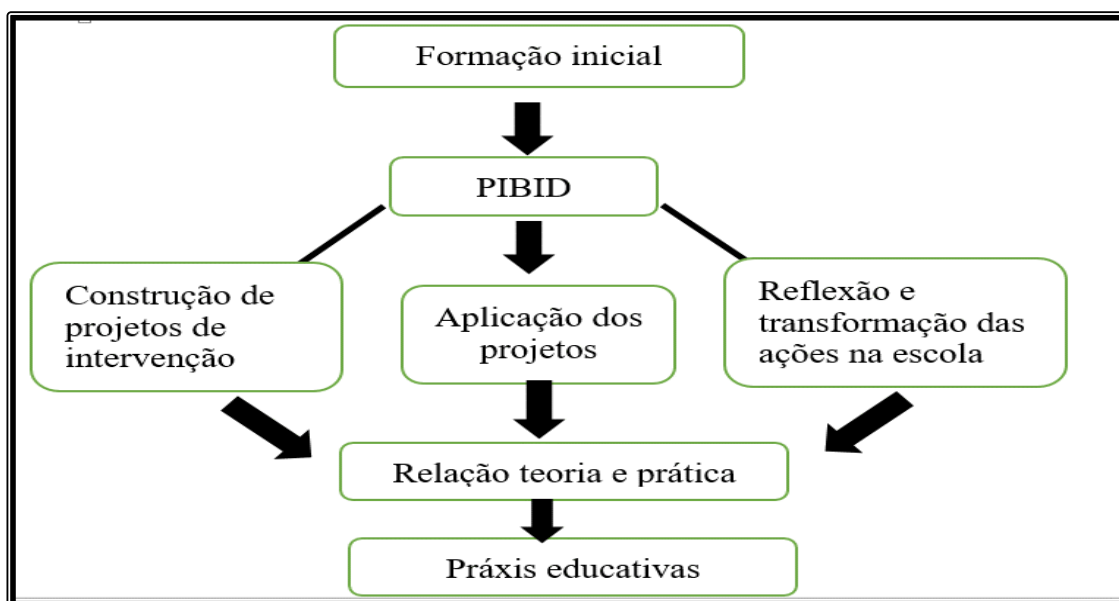 Formação inicial
PIBID
Construção de
projetos de
intervenção
Aplicação dos
projetos
Reflexão e
transformação das
ações na escola
Relação teoria e prática
Práxis educativas